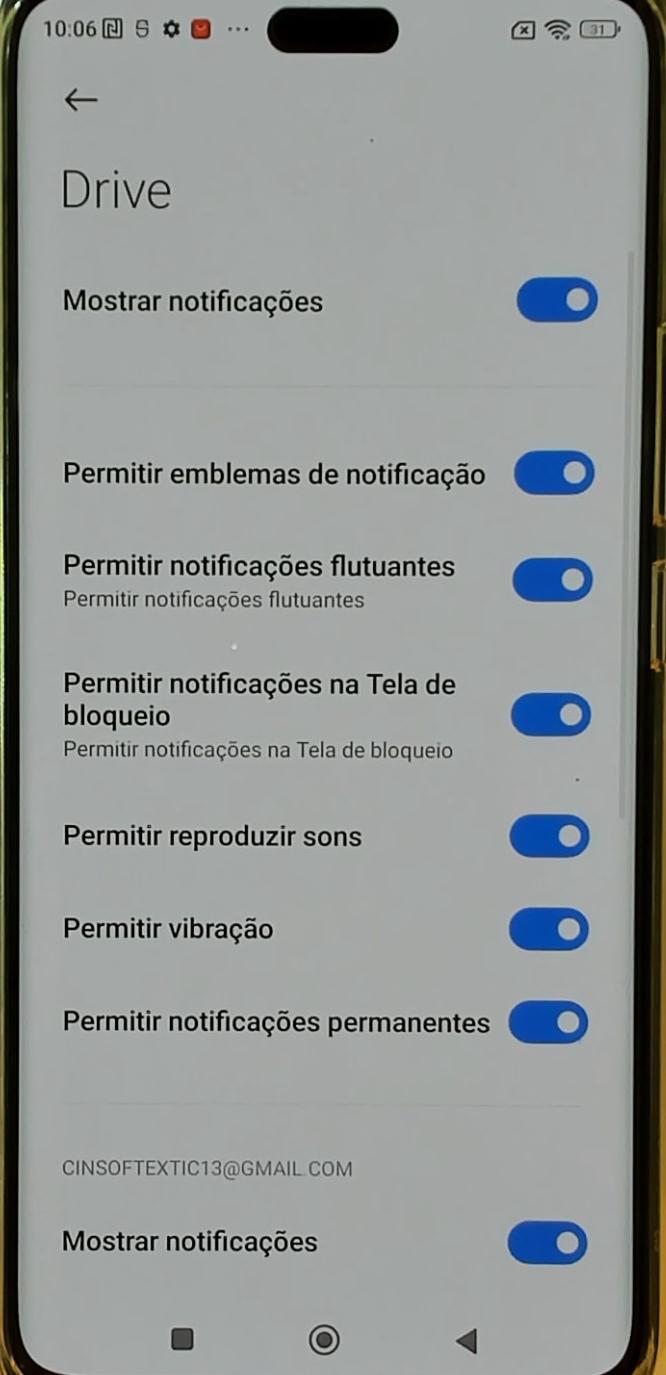 10:06
31
Drive
Mostrar notificações
Permitir emblemas de notificação
Permitir notificações flutuantes
Permitir notificações flutuantes
Permitir notificações na Tela de
bloqueio
Permitir notificações na Tela de bloqueio
Permitir reproduzir sons
Permitir vibração
Permitir notificações permanentes
CINSOFTEXTIC13@GMAIL.COM
Mostrar notificações